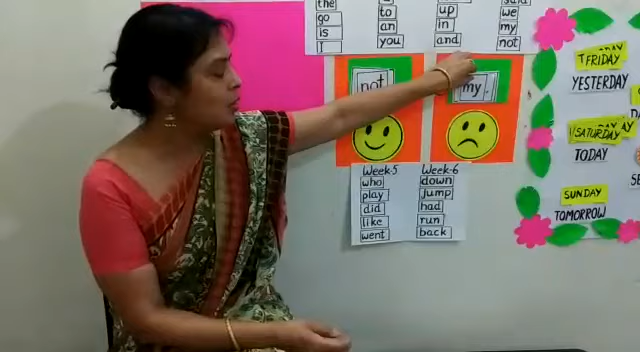 the to up said
go an in we
is you and my
I not
not
my
FRIDAY
YESTERDAY
SATURDAY
TODAY
SUNDAY
TOMORROW
Week-5
who
play
did
like
went
Week-6
down
Jump
had
run
back